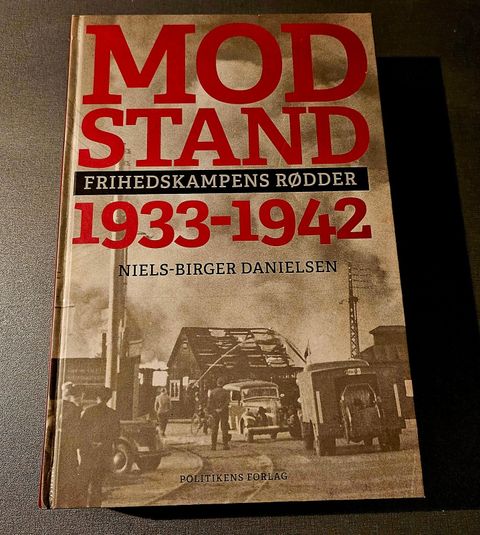 MOD
STAND
FRIHEDSKAMPENS RØDDER
1933-1942
NIELS-BIRGER DANIELSEN
POLITIKENS FORLAG